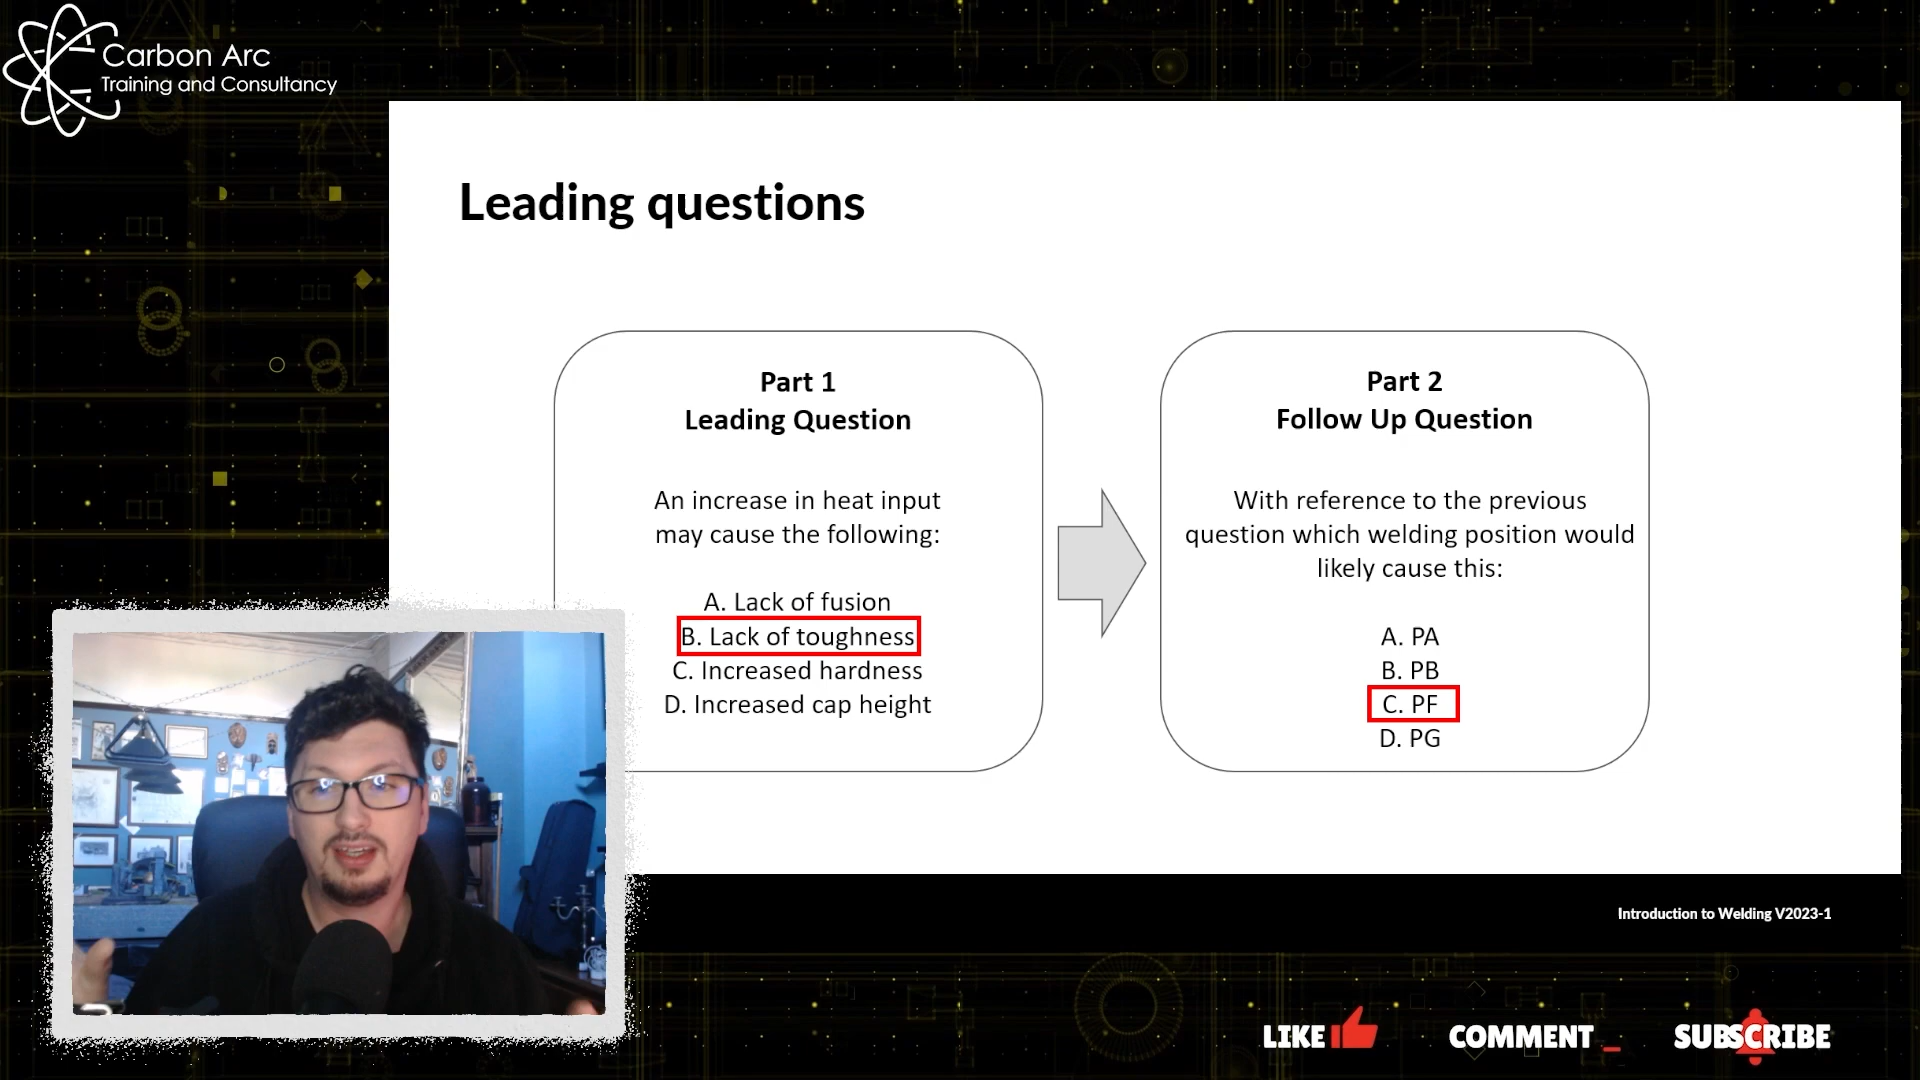 Carbon Arc
Training and Consultancy
Leading questions
Part 1
Leading Question
An increase in heat input
may cause the following:
A. Lack of fusion
B. Lack of toughness
C. Increased hardness
D. Increased cap height
Part 2
Follow Up Question
With reference to the previous
question which welding position would
likely cause this:
A. PA
B. PB
C. PF
D. PG
Introduction to Welding V2023-1
LIKE
COMMENT _
SUBSCRIBE